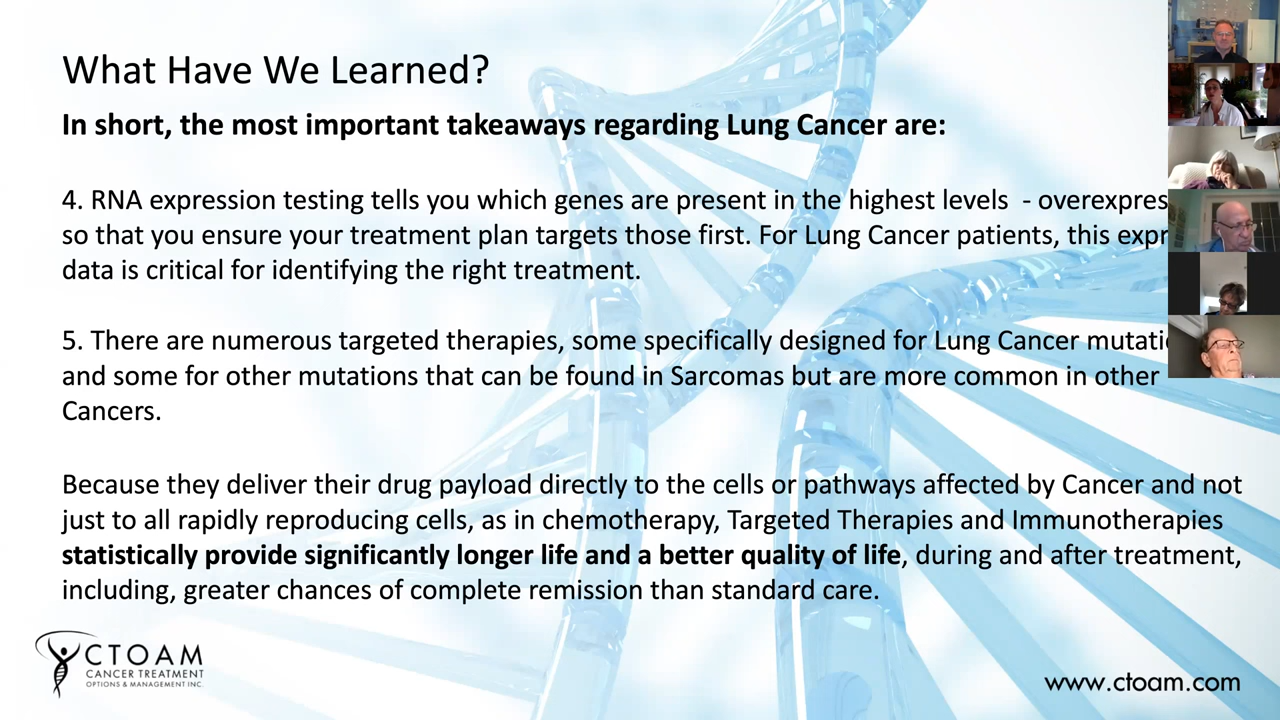 What Have We Learned?
In short, the most important takeaways regarding Lung Cancer are:
4. RNA expression testing tells you which genes are present in the highest levels - overexpres
so that you ensure your treatment plan targets those first. For Lung Cancer patients, this expr
data is critical for identifying the right treatment.
5. There are numerous targeted therapies, some specifically designed for Lung Cancer mutati
and some for other mutations that can be found in Sarcomas but are more common in other
Cancers.
Because they deliver their drug payload directly to the cells or pathways affected by Cancer and not
just to all rapidly reproducing cells, as in chemotherapy, Targeted Therapies and Immunotherapies
statistically provide significantly longer life and a better quality of life, during and after treatment,
including, greater chances of complete remission than standard care.
CTOAM
CANCER TREATMENT
OPTIONS & MANAGEMENT INC.
www.ctoam.com